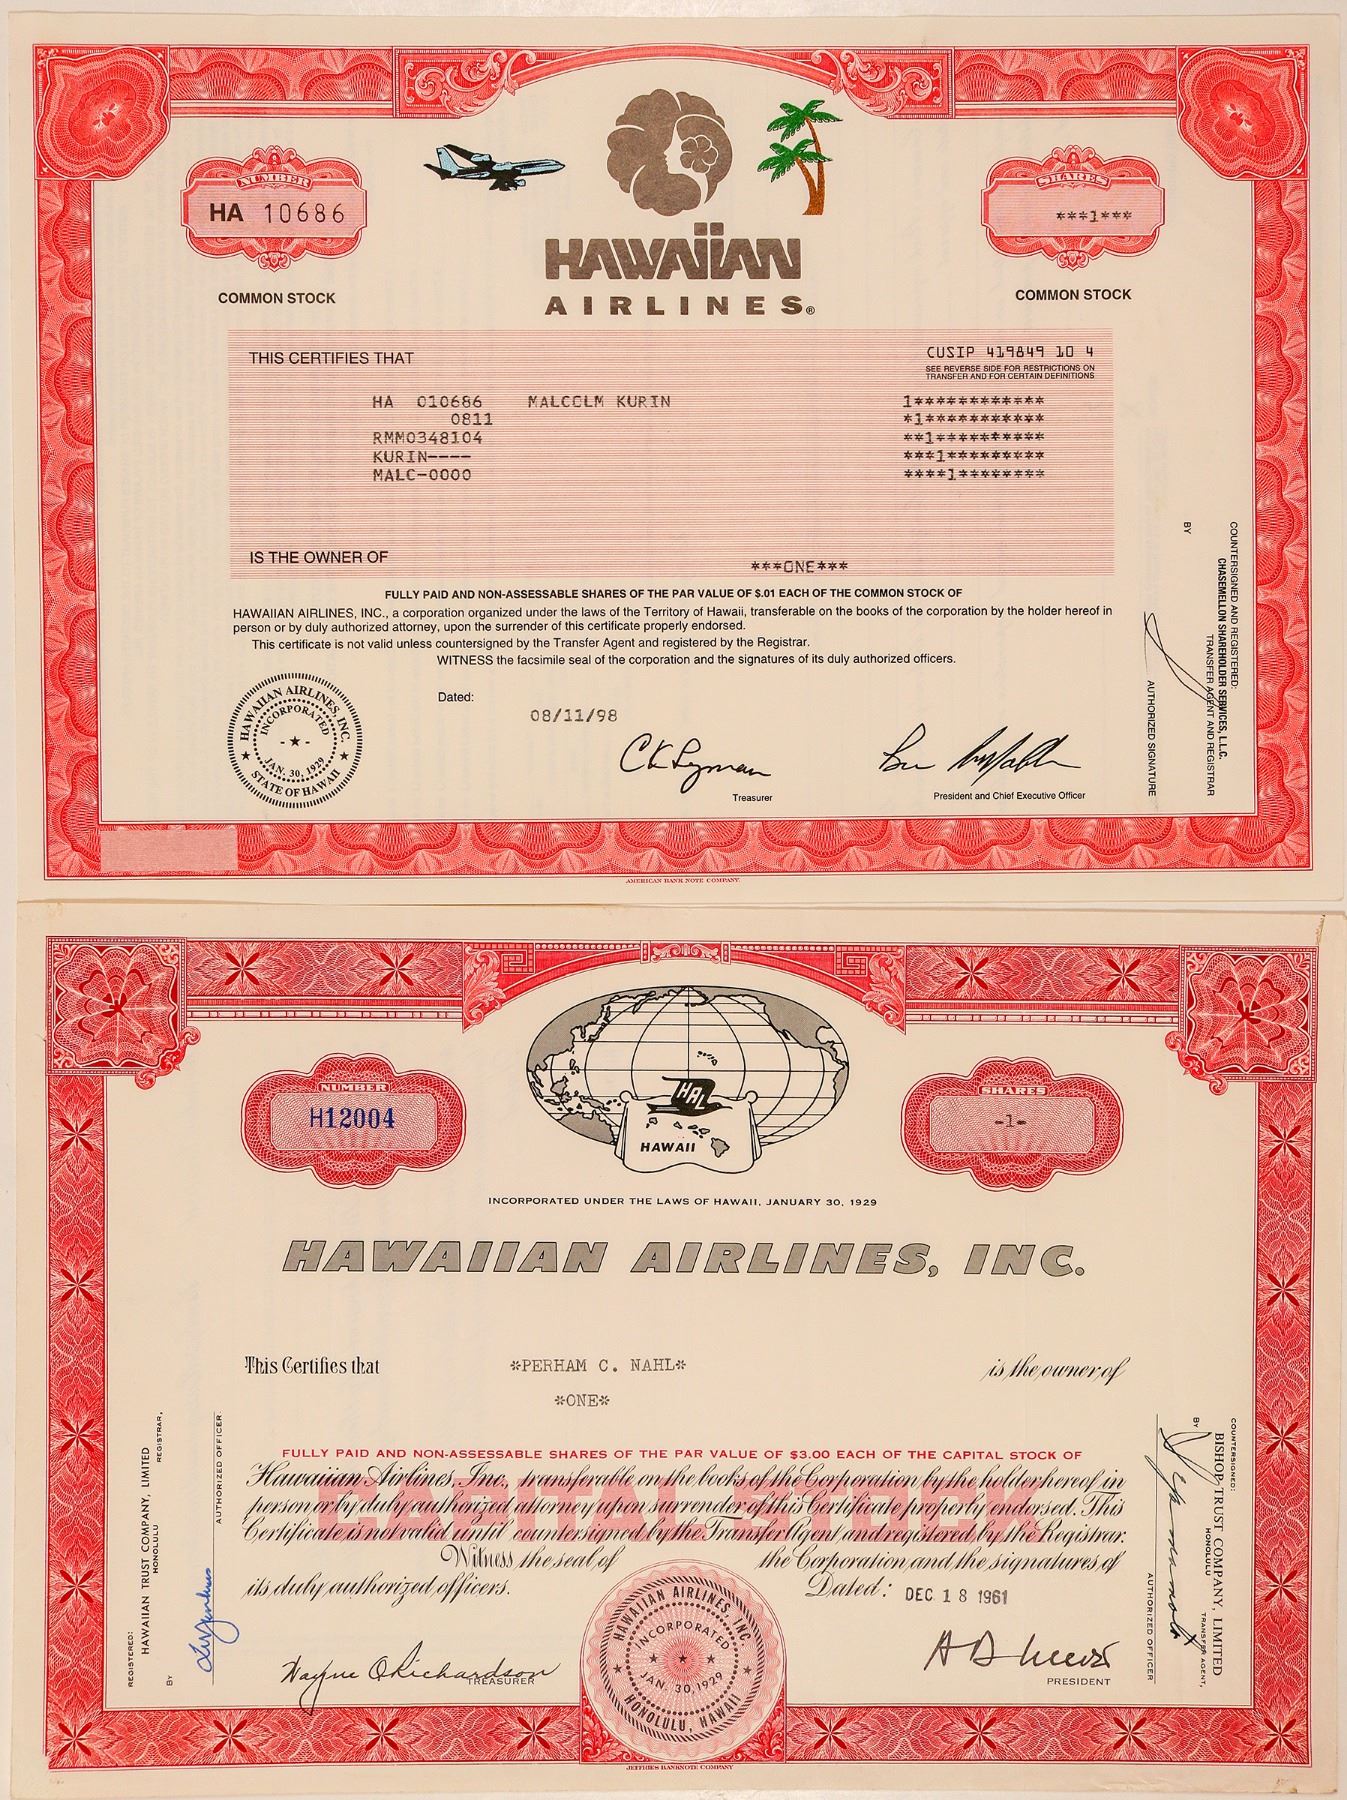 NUMBER
HA 10686
SHARES
***1***
HAWAIIAN
AIRLINES®
COMMON STOCK
COMMON STOCK
THIS CERTIFIES THAT
CUSIP 419849 10 4
SEE REVERSE SIDE FOR RESTRICTIONS ON
TRANSFER AND FOR CERTAIN DEFINITIONS
HA 010686 MALCOLM KURIN 1************
0811 *1***********
RMM0348104 **1**********
KURIN---- ***1*********
MALC-0000 ****1********
IS THE OWNER OF
***ONE***
FULLY PAID AND NON-ASSESSABLE SHARES OF THE PAR VALUE OF $.01 EACH OF THE COMMON STOCK OF
HAWAIIAN AIRLINES, INC., a corporation organized under the laws of the Territory of Hawaii, transferable on the books of the corporation by the holder hereof in
person or by duly authorized attorney, upon the surrender of this certificate properly endorsed.
This certificate is not valid unless countersigned by the Transfer Agent and registered by the Registrar.
WITNESS the facsimile seal of the corporation and the signatures of its duly authorized officers.
Dated:
08/11/98
HAWAIIAN AIRLINES, INC.
INCORPORATED
JAN. 30, 1929
STATE OF HAWAII
CK Lyman
Treasurer
President and Chief Executive Officer
COUNTERSIGNED AND REGISTERED:
CHASEMELLON SHAREHOLDER SERVICES, L.L.C.
TRANSFER AGENT AND REGISTRAR
BY
AUTHORIZED SIGNATURE
AMERICAN BANK NOTE COMPANY
NUMBER
H12004
SHARES
-1-
HAL
HAWAII
INCORPORATED UNDER THE LAWS OF HAWAII, JANUARY 30, 1929
HAWAIIAN AIRLINES, INC.
This Certifies that *PERHAM C. NAHL* is the owner of
*ONE*
FULLY PAID AND NON-ASSESSABLE SHARES OF THE PAR VALUE OF $3.00 EACH OF THE CAPITAL STOCK OF
CAPITAL STOCK
Hawaiian Airlines, Inc., transferable on the books of the Corporation by the holder hereof in
person or by duly authorized attorney upon surrender of this Certificate properly endorsed. This
Certificate is not valid until countersigned by the Transfer Agent and registered by the Registrar.
Witness the seal of the Corporation and the signatures of
its duly authorized officers. Dated: DEC 18 1961
HAWAIIAN AIRLINES, INC.
INCORPORATED
JAN. 30, 1929
HONOLULU, HAWAII
Wayne O Richardson
TREASURER
PRESIDENT
REGISTERED:
HAWAIIAN TRUST COMPANY, LIMITED
HONOLULU REGISTRAR,
BY
AUTHORIZED OFFICER.
COUNTERSIGNED:
BISHOP TRUST COMPANY, LIMITED
HONOLULU TRANSFER AGENT,
BY
AUTHORIZED OFFICER
JEFFRIES BANKNOTE COMPANY